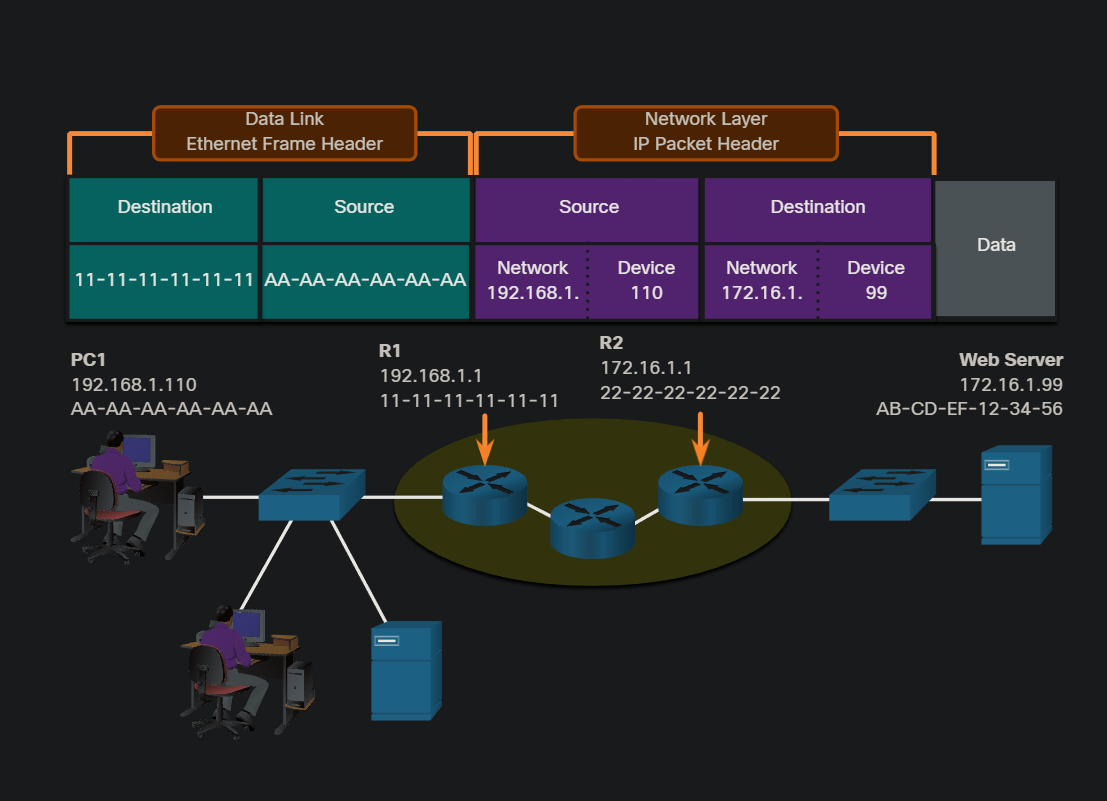 Data Link
Ethernet Frame Header
Network Layer
IP Packet Header
Destination
Source
Source
Destination
Data
11-11-11-11-11-11
AA-AA-AA-AA-AA-AA
Network
192.168.1.
Device
110
Network
172.16.1.
Device
99
PC1
192.168.1.110
AA-AA-AA-AA-AA-AA
R1
192.168.1.1
11-11-11-11-11-11
R2
172.16.1.1
22-22-22-22-22-22
Web Server
172.16.1.99
AB-CD-EF-12-34-56